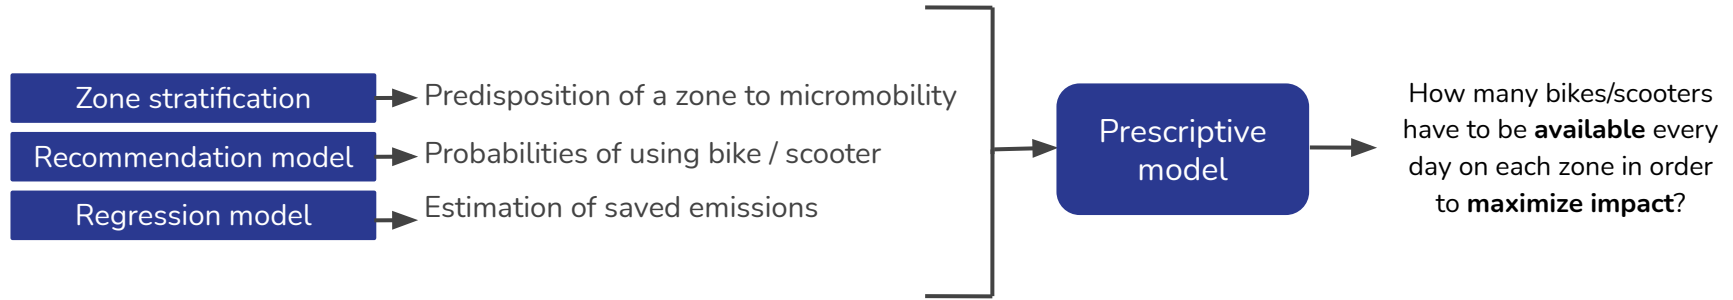 Zone stratification
Predisposition of a zone to micromobility
Recommendation model
Probabilities of using bike / scooter
Regression model
Estimation of saved emissions
Prescriptive
model
How many bikes/scooters
have to be available every
day on each zone in order
to maximize impact?